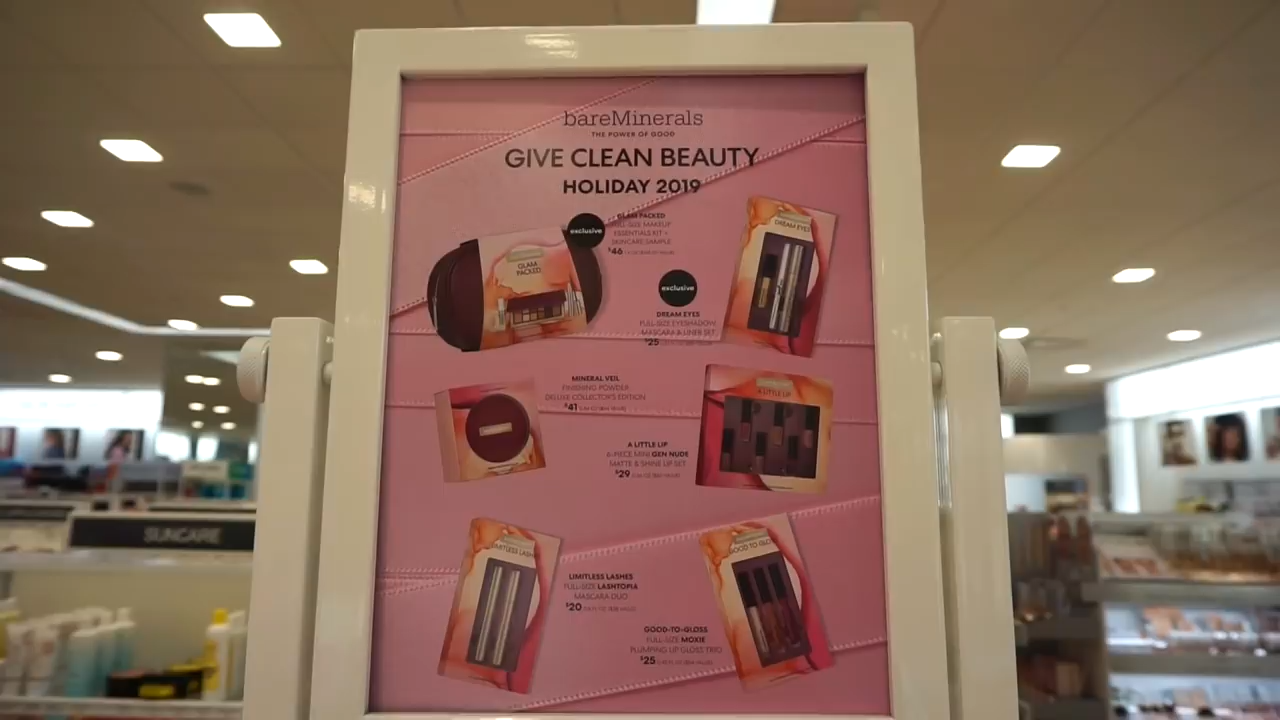 bareMinerals
THE POWER OF GOOD
GIVE CLEAN BEAUTY
HOLIDAY 2019
exclusive
GLAM PACKED
FULL-SIZE MAKEUP
ESSENTIALS KIT +
SKINCARE SAMPLE
$46
GLAM
PACKED
DREAM EYES
exclusive
DREAM EYES
FULL-SIZE EYESHADOW,
MASCARA & LINER SET
$25
MINERAL VEIL
FINISHING POWDER
DELUXE COLLECTOR'S EDITION
$41
A LITTLE LIP
A LITTLE LIP
6-PIECE MINI GEN NUDE
MATTE & SHINE LIP SET
$29
SUNCARE
LIMITLESS LASH
LIMITLESS LASHES
FULL-SIZE LASHTOPIA
MASCARA DUO
$20
GOOD TO GLO
GOOD-TO-GLOSS
FULL-SIZE MOXIE
PLUMPING LIP GLOSS TRIO
$25